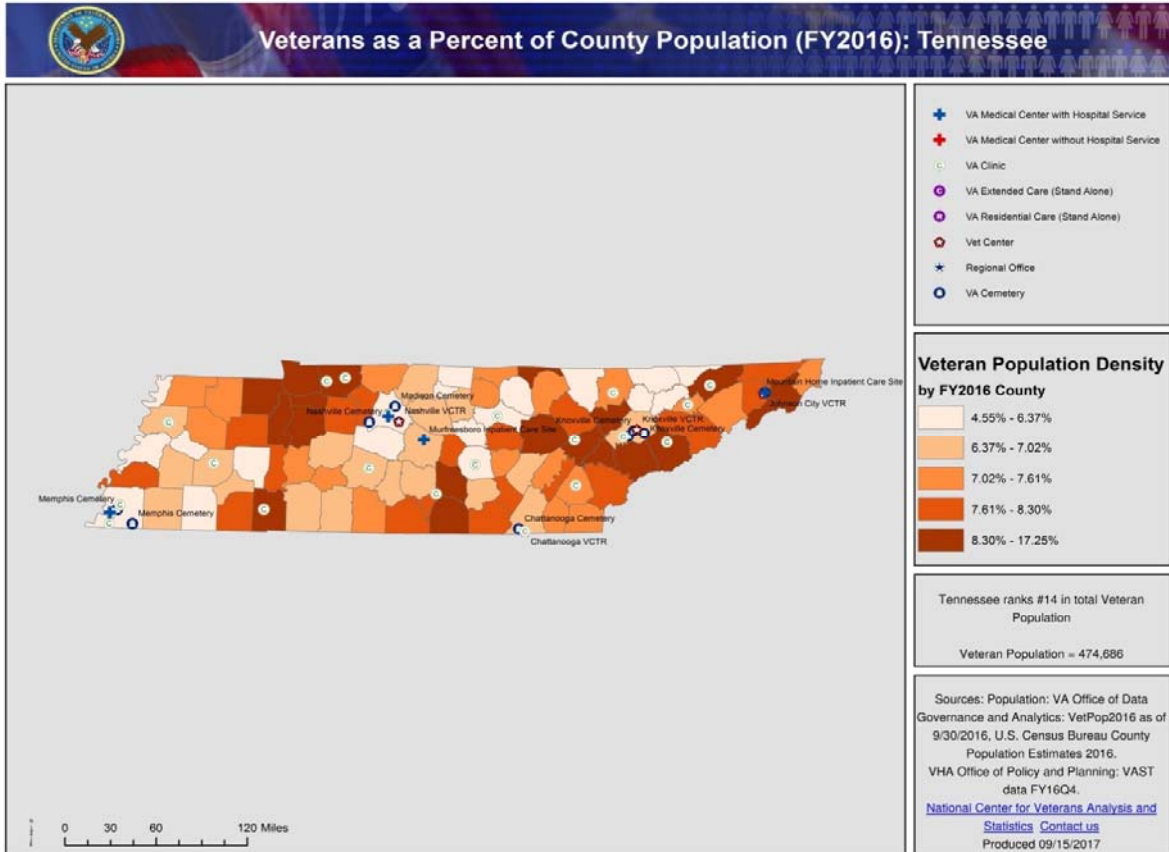 Veterans as a Percent of County Population (FY2016): Tennessee
VA Medical Center with Hospital Service
VA Medical Center without Hospital Service
VA Clinic
VA Extended Care (Stand Alone)
VA Residential Care (Stand Alone)
Vet Center
Regional Office
VA Cemetery
Veteran Population Density
by FY2016 County
4.55% - 6.37%
6.37% - 7.02%
7.02% - 7.61%
7.61% - 8.30%
8.30% - 17.25%
Tennessee ranks #14 in total Veteran
Population
Veteran Population = 474,686
Sources: Population: VA Office of Data
Governance and Analytics: VetPop2016 as of
9/30/2016, U.S. Census Bureau County
Population Estimates 2016.
VHA Office of Policy and Planning: VAST
data FY16Q4.
National Center for Veterans Analysis and
Statistics Contact us
Produced 09/15/2017
Mountain Home Inpatient Care Site
Johnson City VCTR
Madison Cemetery
Nashville Cemetery
Nashville VCTR
Murfreesboro Inpatient Care Site
Knoxville Cemetery
Knoxville VCTR
Knoxville Cemetery
Memphis Cemetery
Memphis Cemetery
Chattanooga Cemetery
Chattanooga VCTR
0 30 60 120 Miles